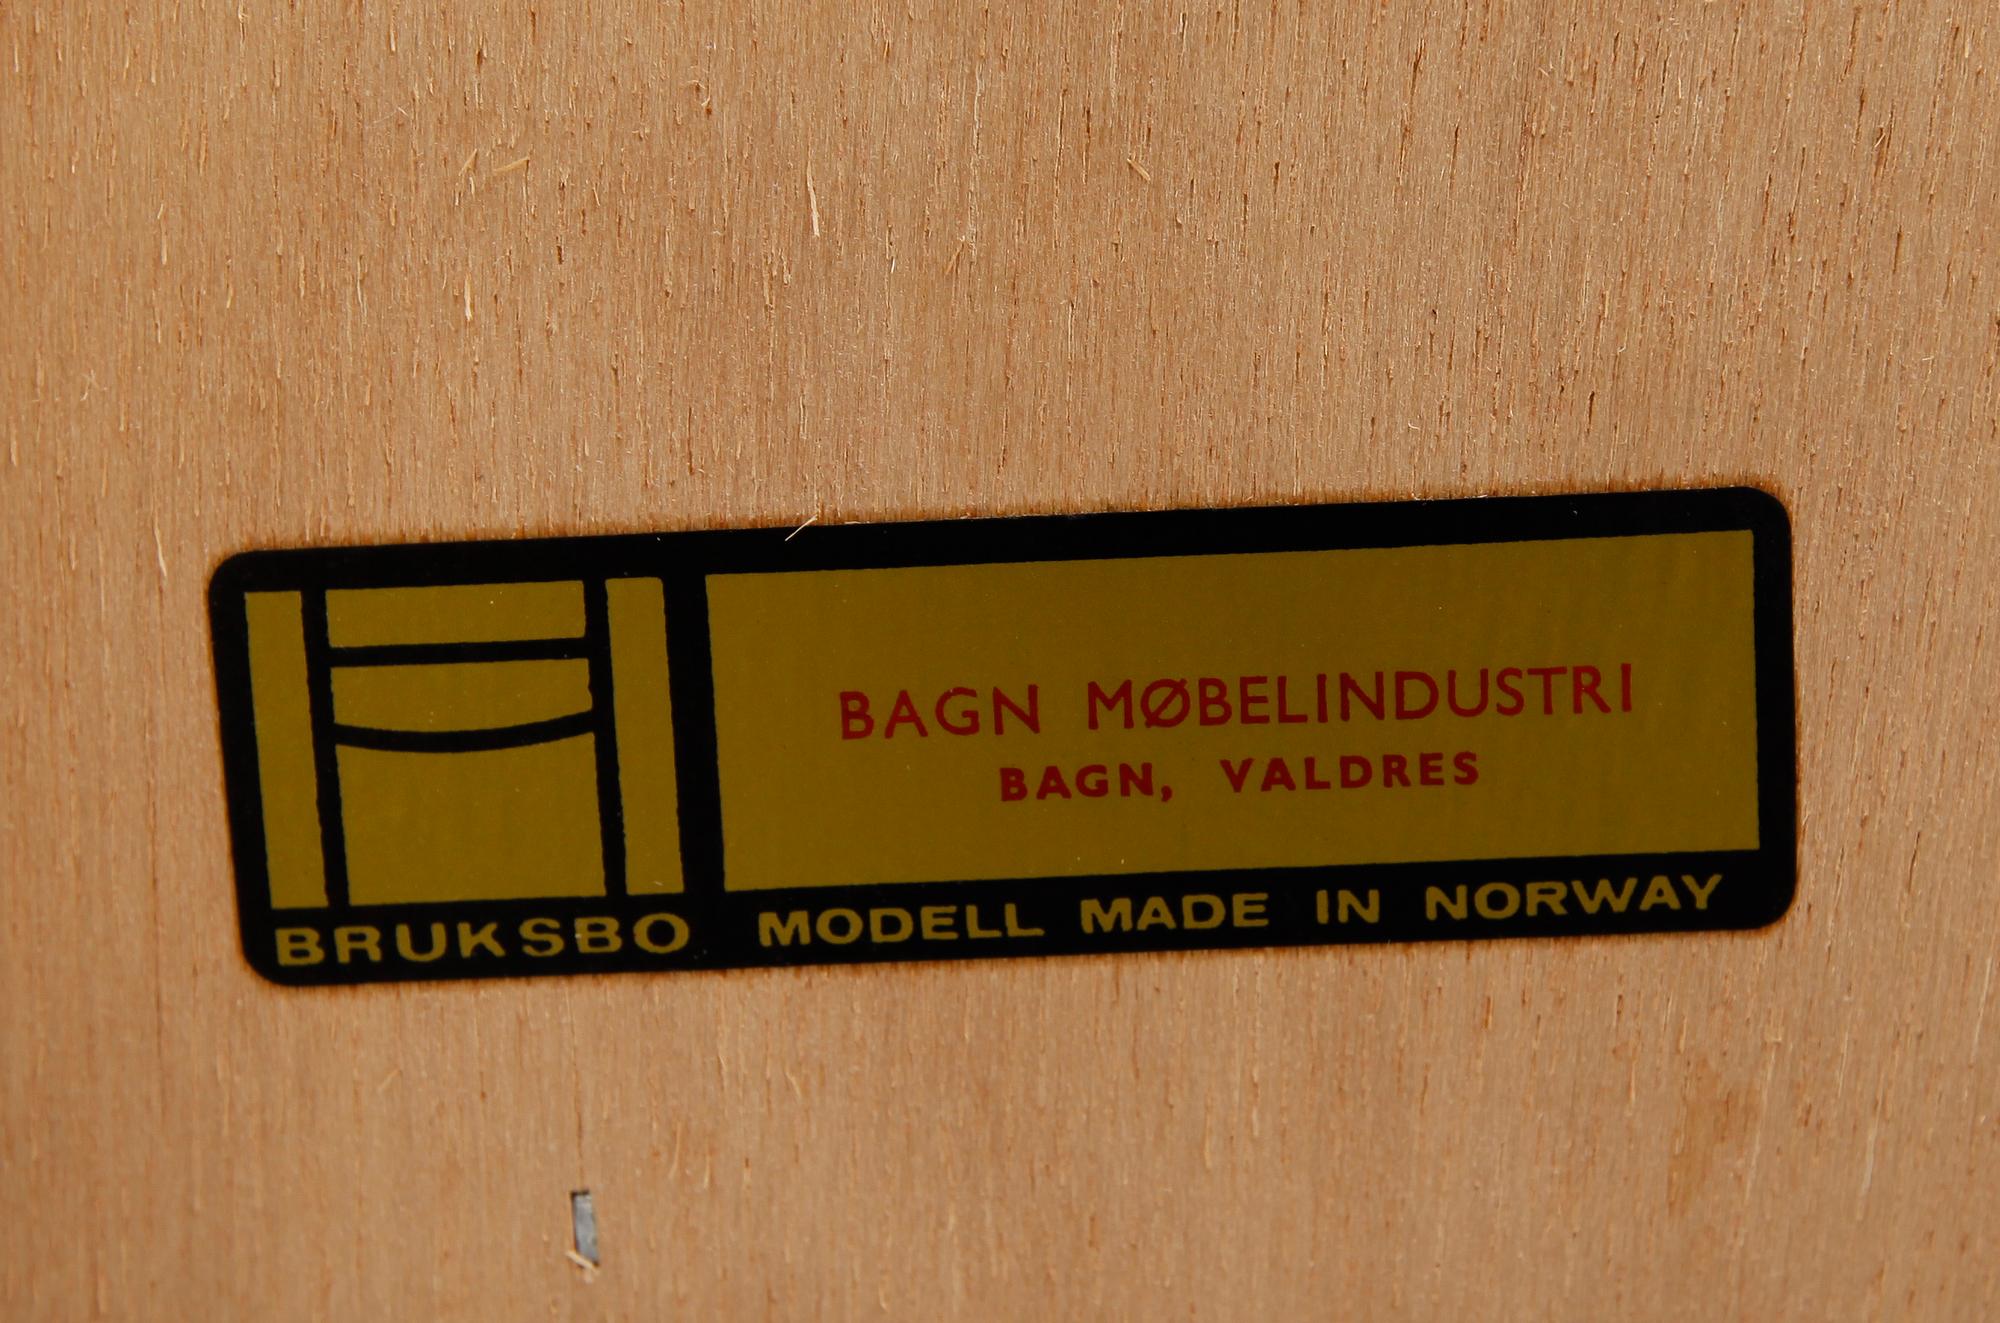 BAGN MØBELINDUSTRI
BAGN, VALDRES
BRUKSBO MODELL MADE IN NORWAY